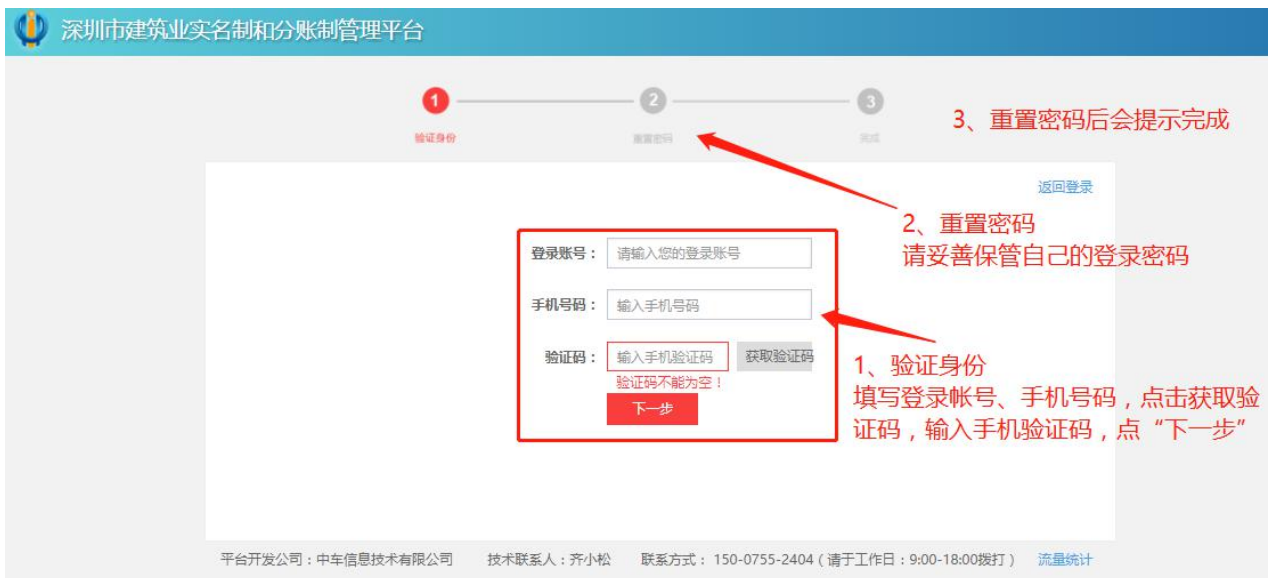 深圳市建筑业实名制和分账制管理平台
1
2
3
验证身份
重置密码
完成
3、重置密码后会提示完成
返回登录
2、重置密码
请妥善保管自己的登录密码
登录账号： 请输入您的登录账号
手机号码： 输入手机号码
验证码： 输入手机验证码 获取验证码
验证码不能为空！
下一步
1、验证身份
填写登录帐号、手机号码，点击获取验
证码，输入手机验证码，点“下一步”
平台开发公司：中车信息技术有限公司 技术联系人：齐小松 联系方式： 150-0755-2404（请于工作日：9:00-18:00拨打） 流量统计